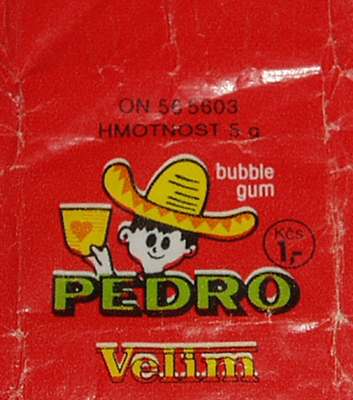 ON 56 5603
HMOTNOST 5 g
bubble
gum
Kčs
1,-
PEDRO
Velim